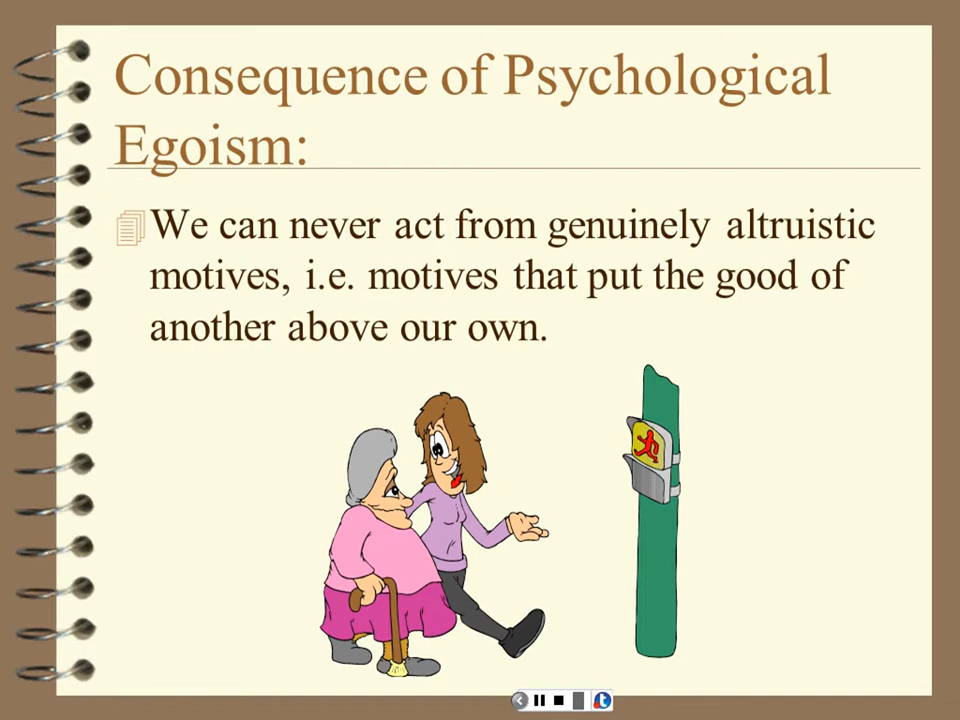 Consequence of Psychological
Egoism:
We can never act from genuinely altruistic
motives, i.e. motives that put the good of
another above our own.